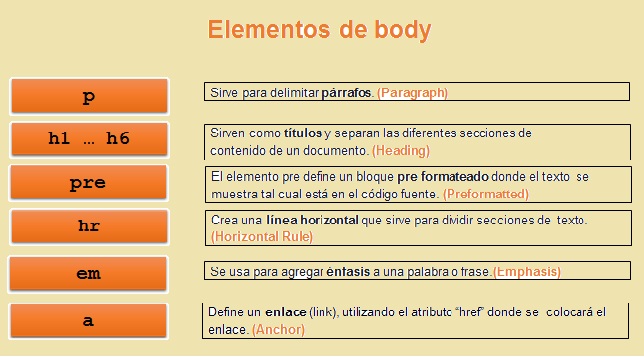 Elementos de body
p
Sirve para delimitar párrafos. (Paragraph)
h1 … h6
Sirven como títulos y separan las diferentes secciones de
contenido de un documento. (Heading)
pre
El elemento pre define un bloque pre formateado donde el texto se
muestra tal cual está en el código fuente. (Preformatted)
hr
Crea una línea horizontal que sirve para dividir secciones de texto.
(Horizontal Rule)
em
Se usa para agregar énfasis a una palabra o frase.(Emphasis)
a
Define un enlace (link), utilizando el atributo “href” donde se colocará el
enlace. (Anchor)